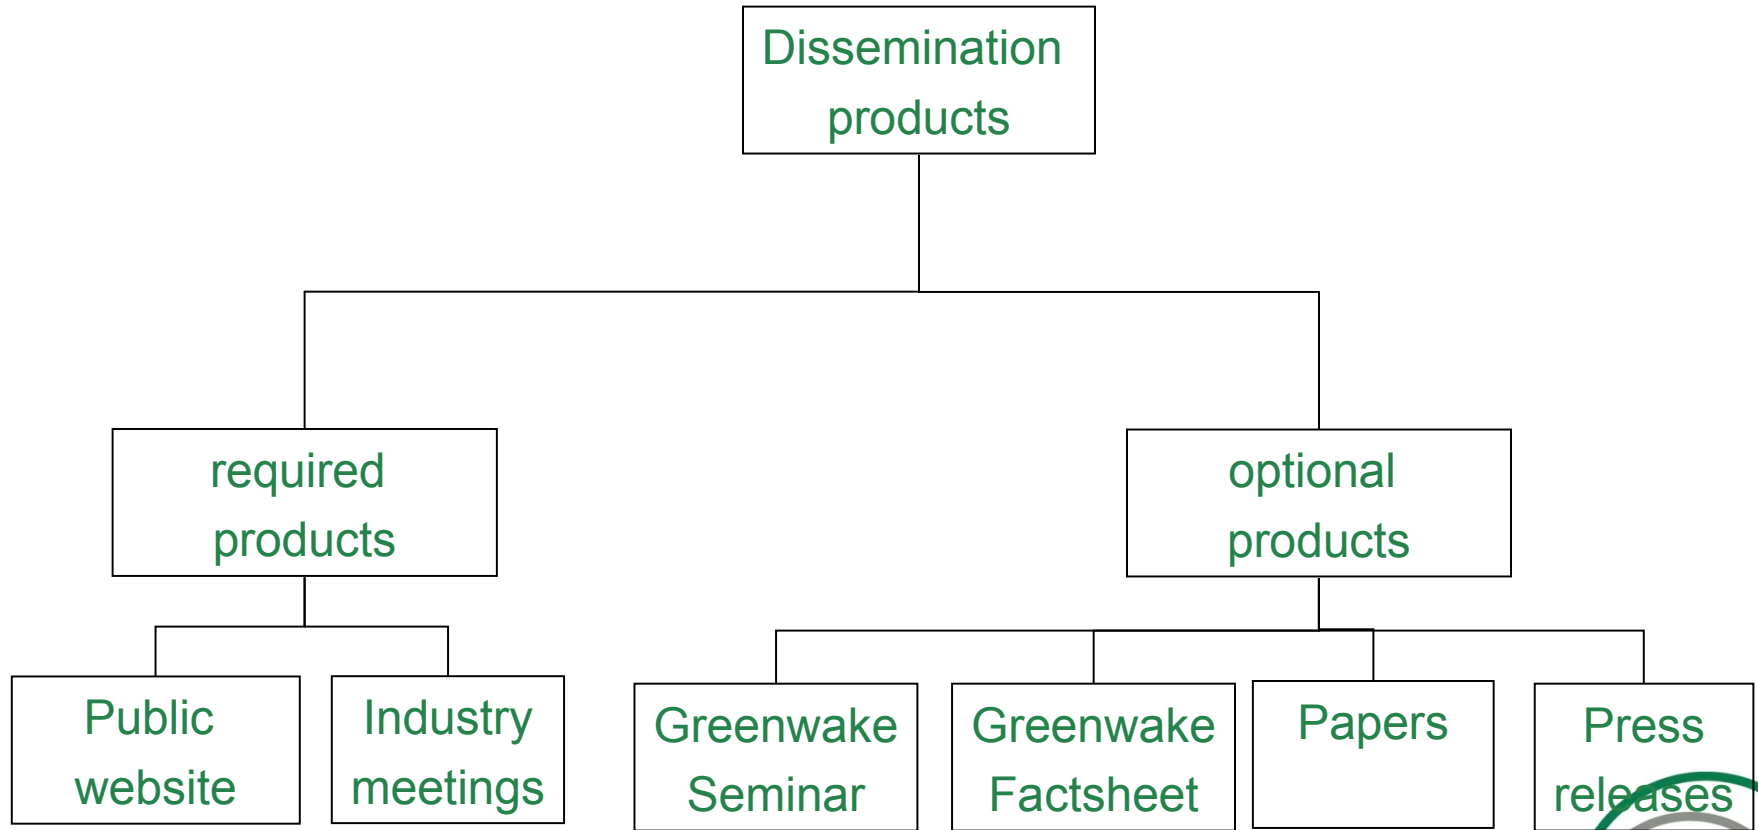 Dissemination
products
required
products
optional
products
Public
website
Industry
meetings
Greenwake
Seminar
Greenwake
Factsheet
Papers
Press
releases